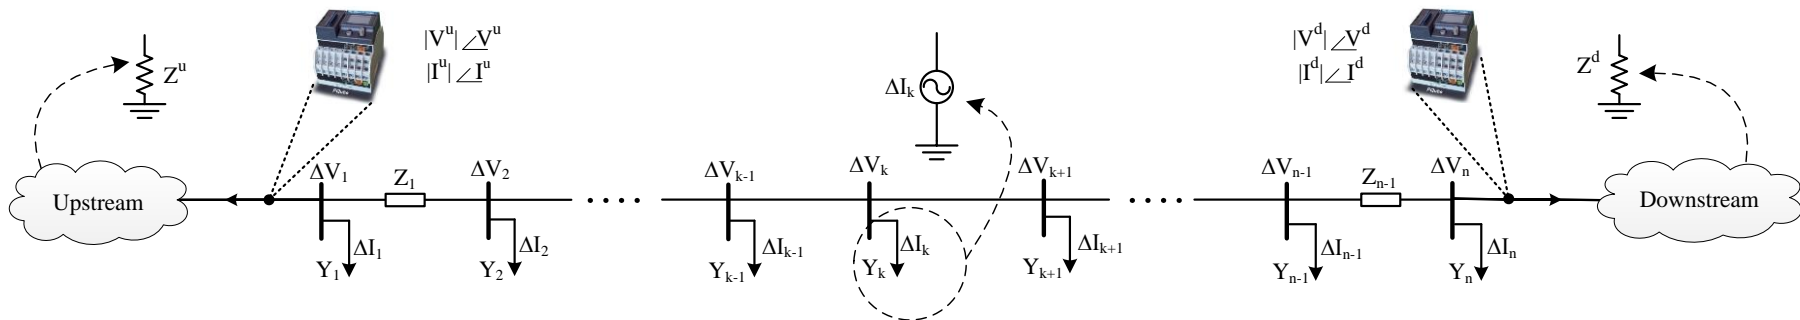 |V^u|∠V^u
|I^u|∠I^u
Z^u
ΔI_k
|V^d|∠V^d
|I^d|∠I^d
Z^d
Upstream
ΔV_1
Z_1
ΔV_2
ΔV_{k-1}
ΔV_k
ΔV_{k+1}
ΔV_{n-1}
Z_{n-1}
ΔV_n
Downstream
Y_1 ΔI_1
Y_2 ΔI_2
Y_{k-1} ΔI_{k-1}
Y_k ΔI_k
Y_{k+1} ΔI_{k+1}
Y_{n-1} ΔI_{n-1}
Y_n ΔI_n